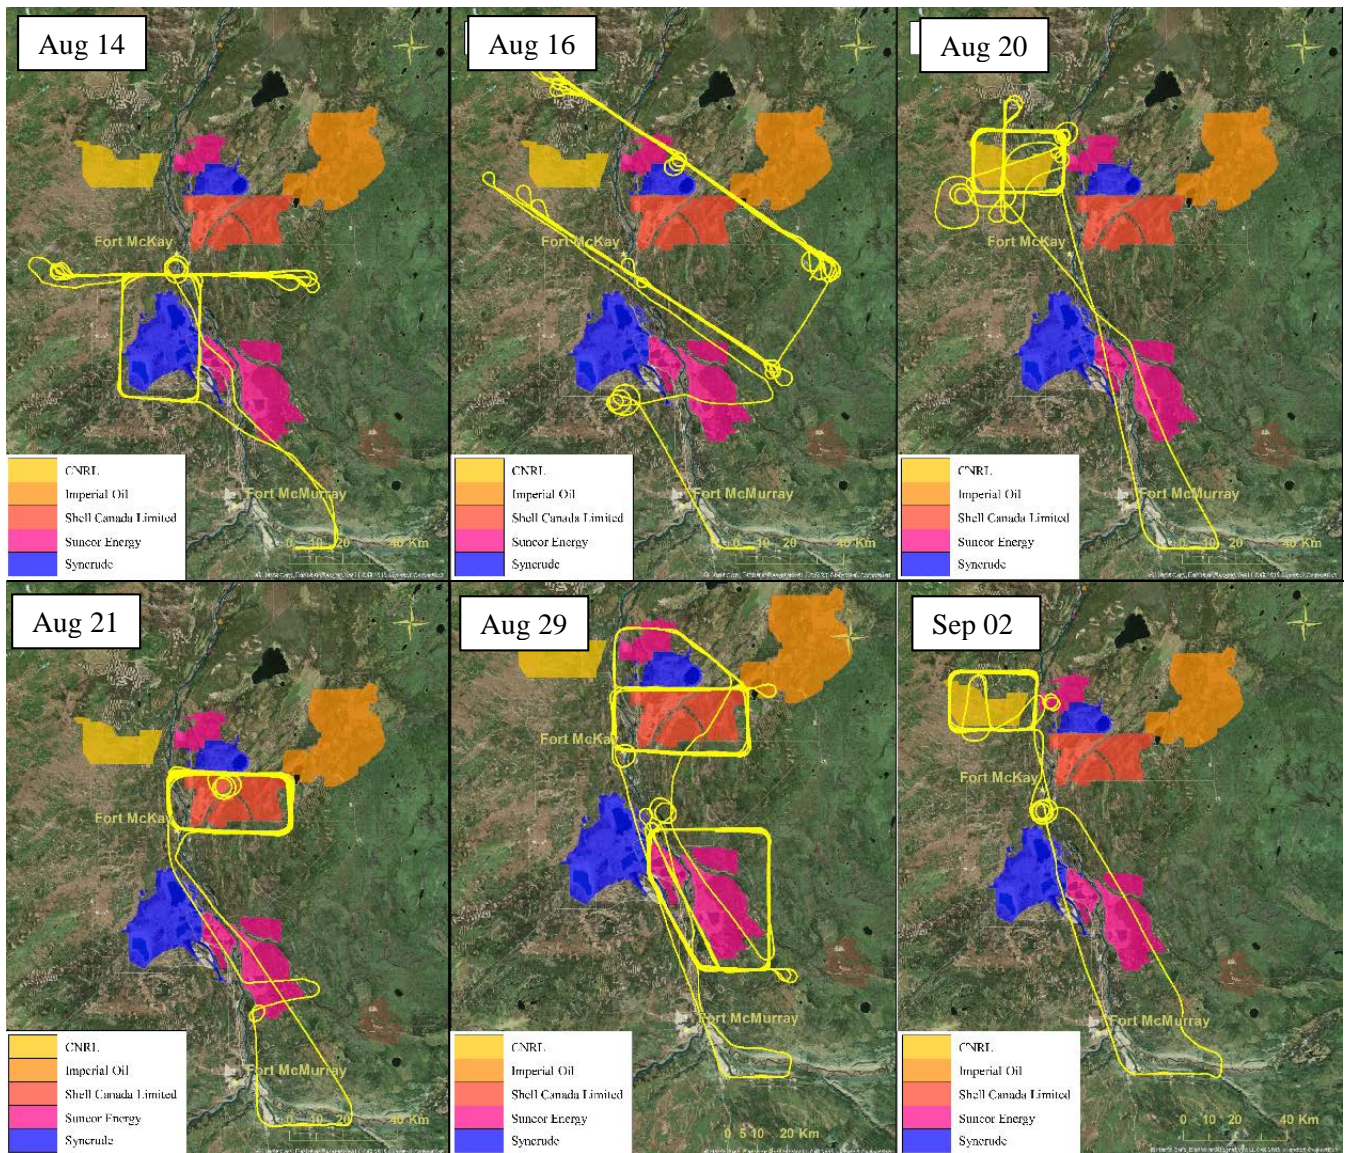 Aug 14
Fort McKay
Fort McMurray
CNRL
Imperial Oil
Shell Canada Limited
Suncor Energy
Syncrude
0 10 20 40 Km
Aug 16
Fort McKay
Fort McMurray
CNRL
Imperial Oil
Shell Canada Limited
Suncor Energy
Syncrude
0 10 20 40 Km
Aug 20
Fort McKay
Fort McMurray
CNRL
Imperial Oil
Shell Canada Limited
Suncor Energy
Syncrude
0 10 20 40 Km
Aug 21
Fort McKay
Fort McMurray
CNRL
Imperial Oil
Shell Canada Limited
Suncor Energy
Syncrude
0 10 20 40 Km
Aug 29
Fort McKay
Fort McMurray
CNRL
Imperial Oil
Shell Canada Limited
Suncor Energy
Syncrude
0 5 10 20 Km
Sep 02
Fort McKay
Fort McMurray
CNRL
Imperial Oil
Shell Canada Limited
Suncor Energy
Syncrude
0 10 20 40 Km